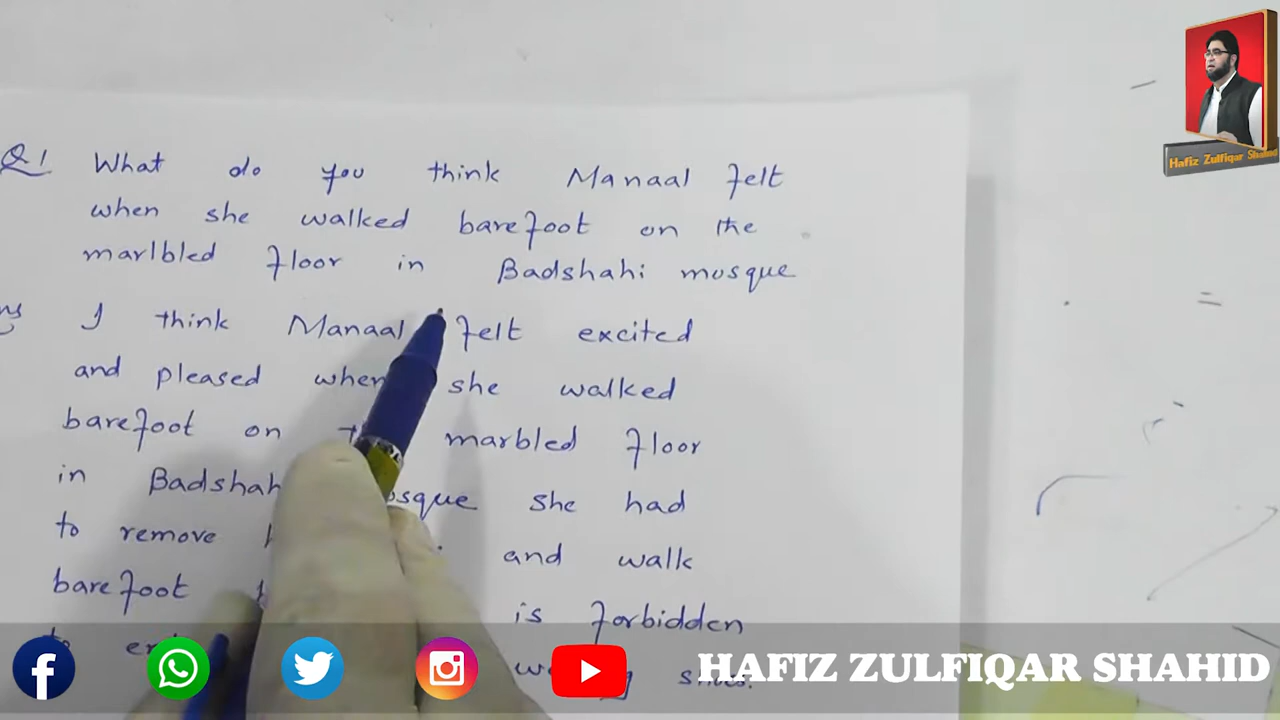 Q1 What do you think Manaal felt
when she walked barefoot on the
marlbled floor in Badshahi mosque
I think Manaal felt excited
and pleased when she walked
barefoot on marbled floor
in Badshah she had
to remove and walk
barefoot is forbidden
to
Hafiz Zulfiqar Shahid
HAFIZ ZULFIQAR SHAHID